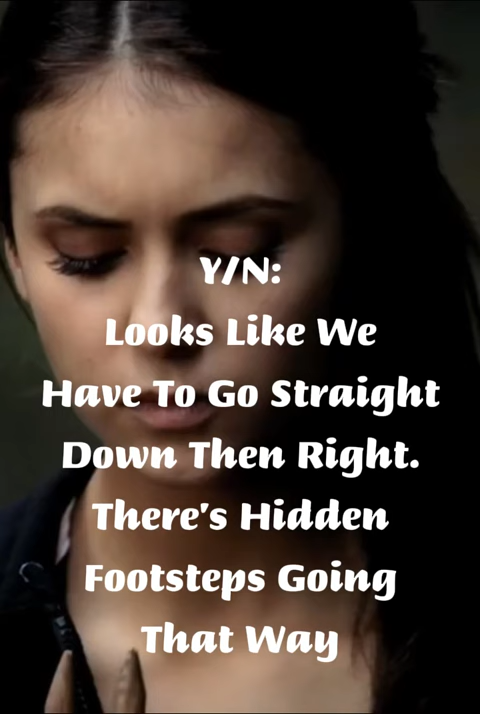 Y/N:
Looks Like We
Have To Go Straight
Down Then Right.
There's Hidden
Footsteps Going
That Way